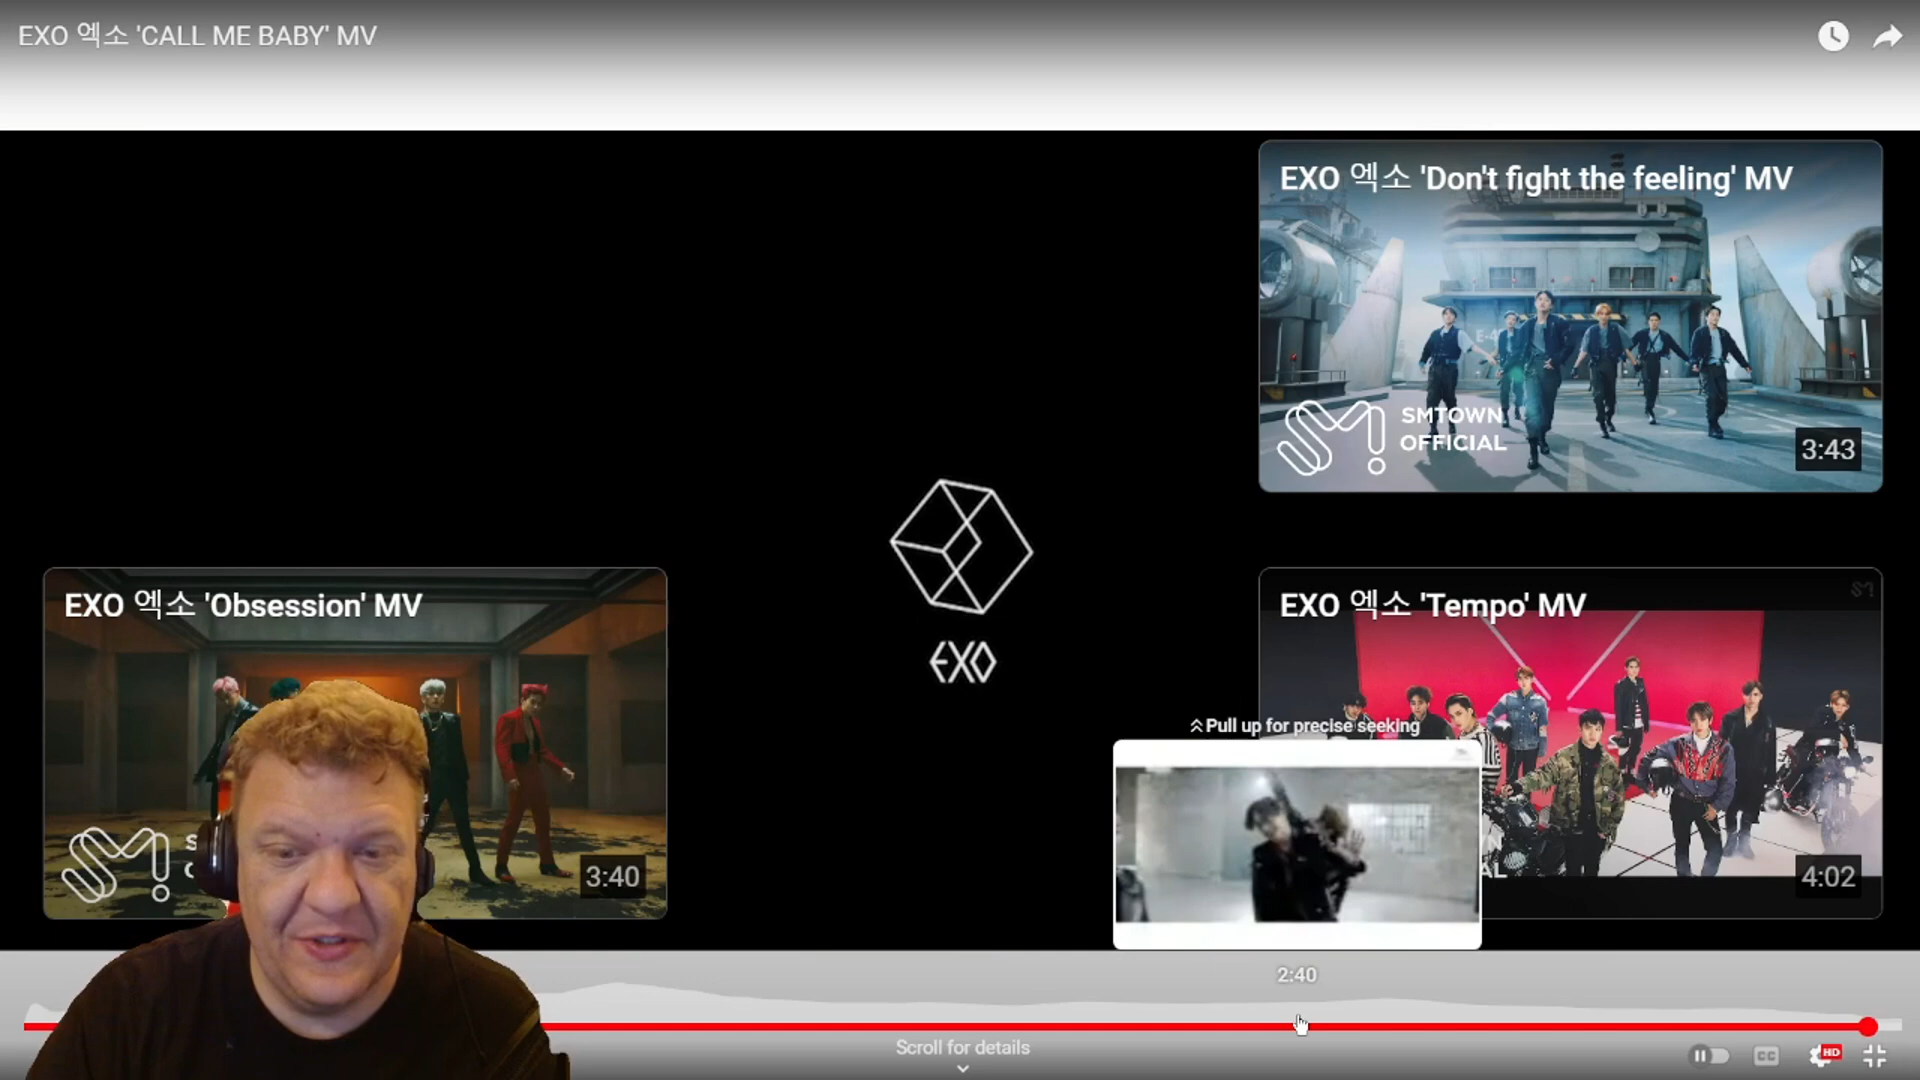 EXO 엑소 'CALL ME BABY' MV
EXO 엑소 'Don't fight the feeling' MV
SMTOWN
OFFICIAL
3:43
EXO 엑소 'Obsession' MV
3:40
EXO
EXO 엑소 'Tempo' MV
4:02
Pull up for precise seeking
2:40
Scroll for details
CC
HD